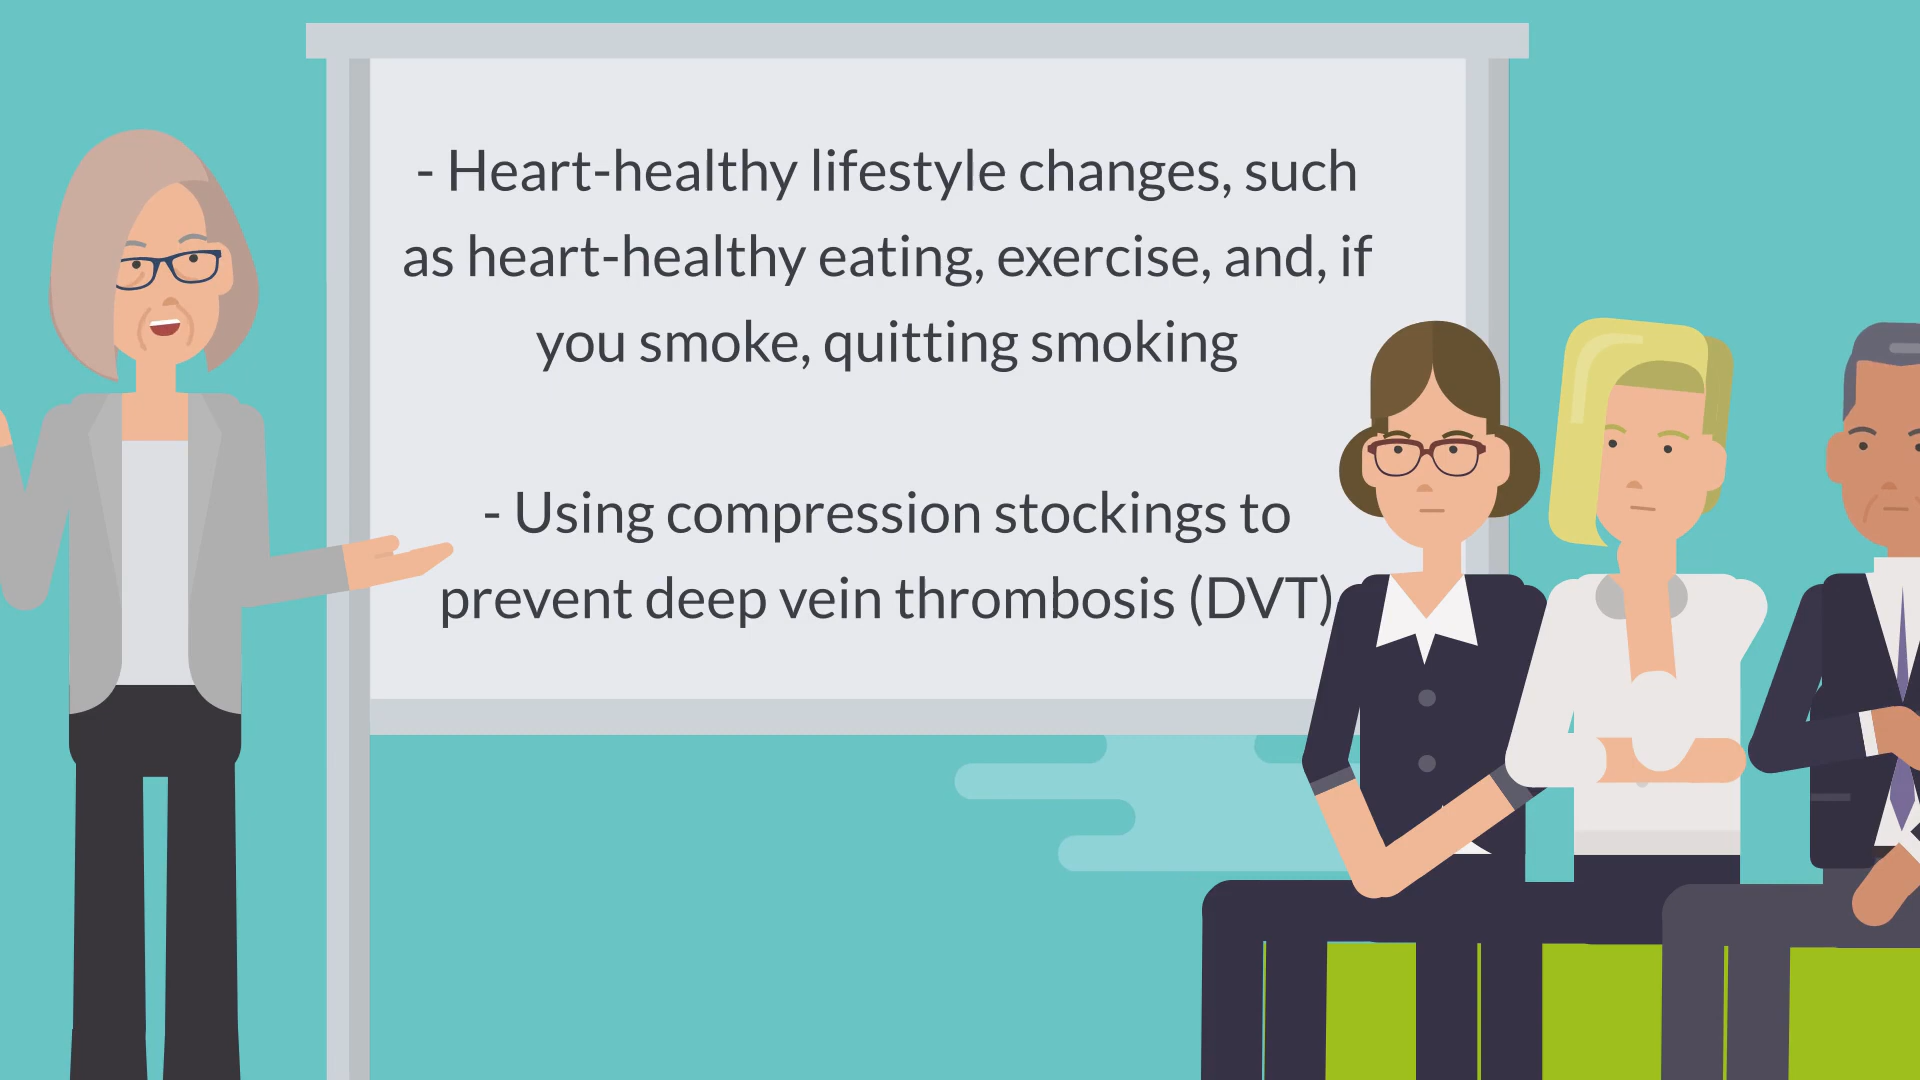 - Heart-healthy lifestyle changes, such
as heart-healthy eating, exercise, and, if
you smoke, quitting smoking
- Using compression stockings to
prevent deep vein thrombosis (DVT)